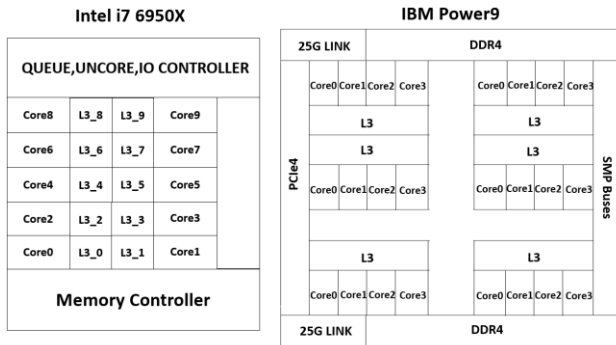 Intel i7 6950X
QUEUE,UNCORE,IO CONTROLLER
Core8 L3_8 L3_9 Core9
Core6 L3_6 L3_7 Core7
Core4 L3_4 L3_5 Core5
Core2 L3_2 L3_3 Core3
Core0 L3_0 L3_1 Core1
Memory Controller
IBM Power9
25G LINK DDR4
PCIe4
Core0 Core1 Core2 Core3 Core0 Core1 Core2 Core3
L3 L3
L3 L3
Core0 Core1 Core2 Core3 Core0 Core1 Core2 Core3
SMP Buses
L3 L3
Core0 Core1 Core2 Core3 Core0 Core1 Core2 Core3
25G LINK DDR4